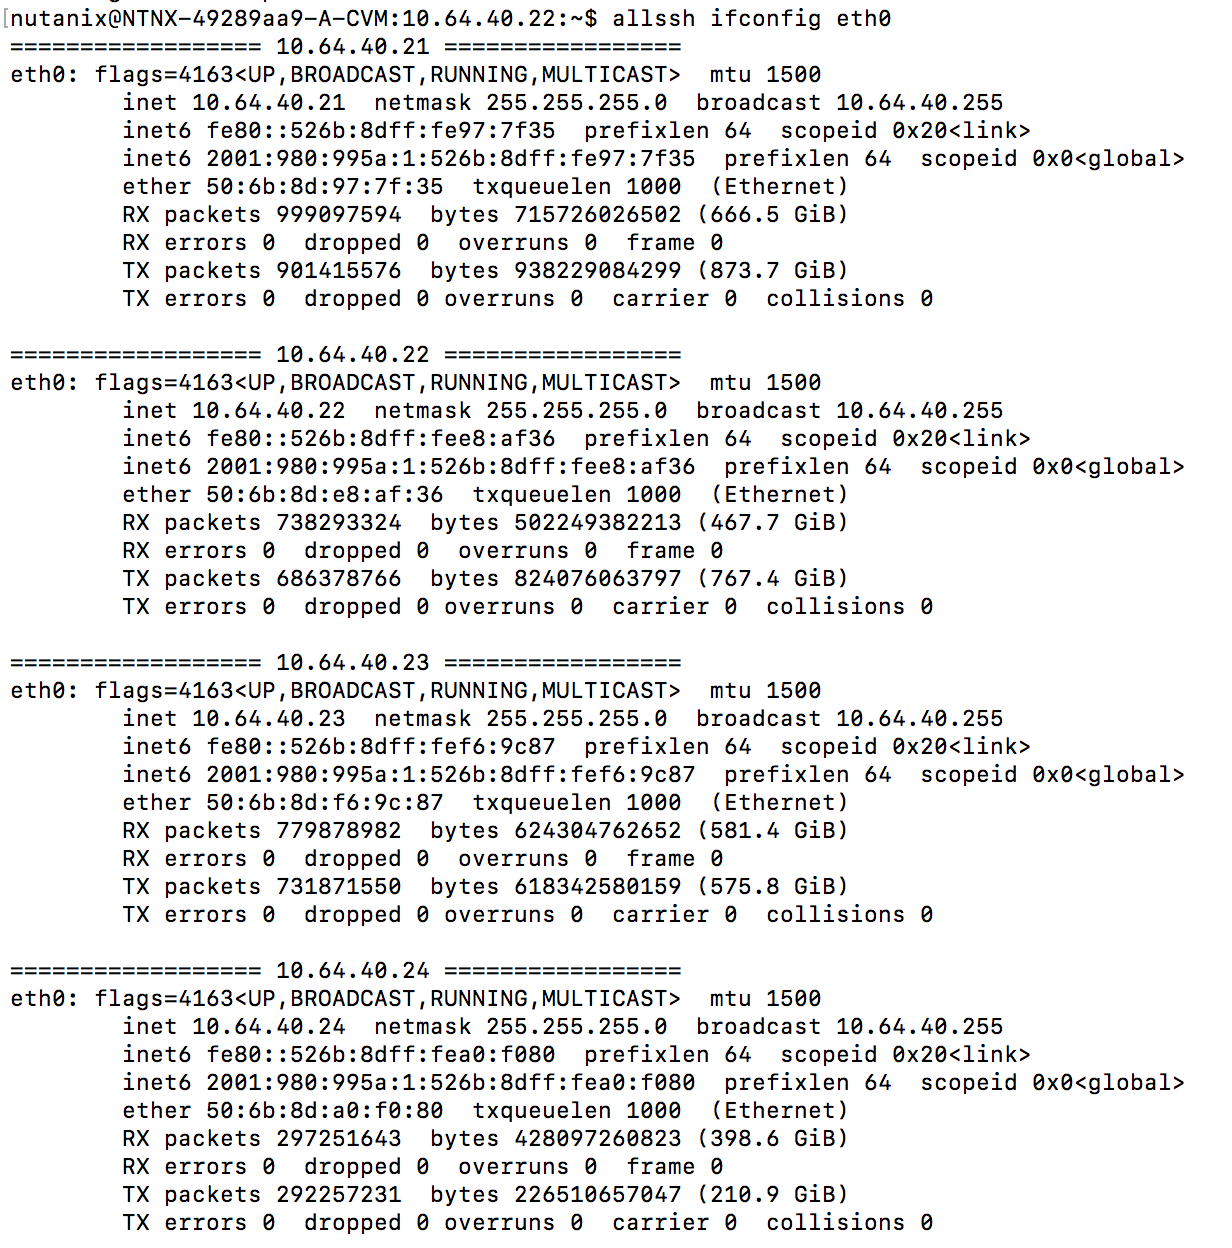 [nutanix@NTNX-49289aa9-A-CVM:10.64.40.22:~$ allssh ifconfig eth0
================== 10.64.40.21 =================
eth0: flags=4163<UP,BROADCAST,RUNNING,MULTICAST>  mtu 1500
        inet 10.64.40.21  netmask 255.255.255.0  broadcast 10.64.40.255
        inet6 fe80::526b:8dff:fe97:7f35  prefixlen 64  scopeid 0x20<link>
        inet6 2001:980:995a:1:526b:8dff:fe97:7f35  prefixlen 64  scopeid 0x0<global>
        ether 50:6b:8d:97:7f:35  txqueuelen 1000  (Ethernet)
        RX packets 999097594  bytes 715726026502 (666.5 GiB)
        RX errors 0  dropped 0  overruns 0  frame 0
        TX packets 901415576  bytes 938229084299 (873.7 GiB)
        TX errors 0  dropped 0 overruns 0  carrier 0  collisions 0

================== 10.64.40.22 =================
eth0: flags=4163<UP,BROADCAST,RUNNING,MULTICAST>  mtu 1500
        inet 10.64.40.22  netmask 255.255.255.0  broadcast 10.64.40.255
        inet6 fe80::526b:8dff:fee8:af36  prefixlen 64  scopeid 0x20<link>
        inet6 2001:980:995a:1:526b:8dff:fee8:af36  prefixlen 64  scopeid 0x0<global>
        ether 50:6b:8d:e8:af:36  txqueuelen 1000  (Ethernet)
        RX packets 738293324  bytes 502249382213 (467.7 GiB)
        RX errors 0  dropped 0  overruns 0  frame 0
        TX packets 686378766  bytes 824076063797 (767.4 GiB)
        TX errors 0  dropped 0 overruns 0  carrier 0  collisions 0

================== 10.64.40.23 =================
eth0: flags=4163<UP,BROADCAST,RUNNING,MULTICAST>  mtu 1500
        inet 10.64.40.23  netmask 255.255.255.0  broadcast 10.64.40.255
        inet6 fe80::526b:8dff:fef6:9c87  prefixlen 64  scopeid 0x20<link>
        inet6 2001:980:995a:1:526b:8dff:fef6:9c87  prefixlen 64  scopeid 0x0<global>
        ether 50:6b:8d:f6:9c:87  txqueuelen 1000  (Ethernet)
        RX packets 779878982  bytes 624304762652 (581.4 GiB)
        RX errors 0  dropped 0  overruns 0  frame 0
        TX packets 731871550  bytes 618342580159 (575.8 GiB)
        TX errors 0  dropped 0 overruns 0  carrier 0  collisions 0

================== 10.64.40.24 =================
eth0: flags=4163<UP,BROADCAST,RUNNING,MULTICAST>  mtu 1500
        inet 10.64.40.24  netmask 255.255.255.0  broadcast 10.64.40.255
        inet6 fe80::526b:8dff:fea0:f080  prefixlen 64  scopeid 0x20<link>
        inet6 2001:980:995a:1:526b:8dff:fea0:f080  prefixlen 64  scopeid 0x0<global>
        ether 50:6b:8d:a0:f0:80  txqueuelen 1000  (Ethernet)
        RX packets 297251643  bytes 428097260823 (398.6 GiB)
        RX errors 0  dropped 0  overruns 0  frame 0
        TX packets 292257231  bytes 226510657047 (210.9 GiB)
        TX errors 0  dropped 0 overruns 0  carrier 0  collisions 0